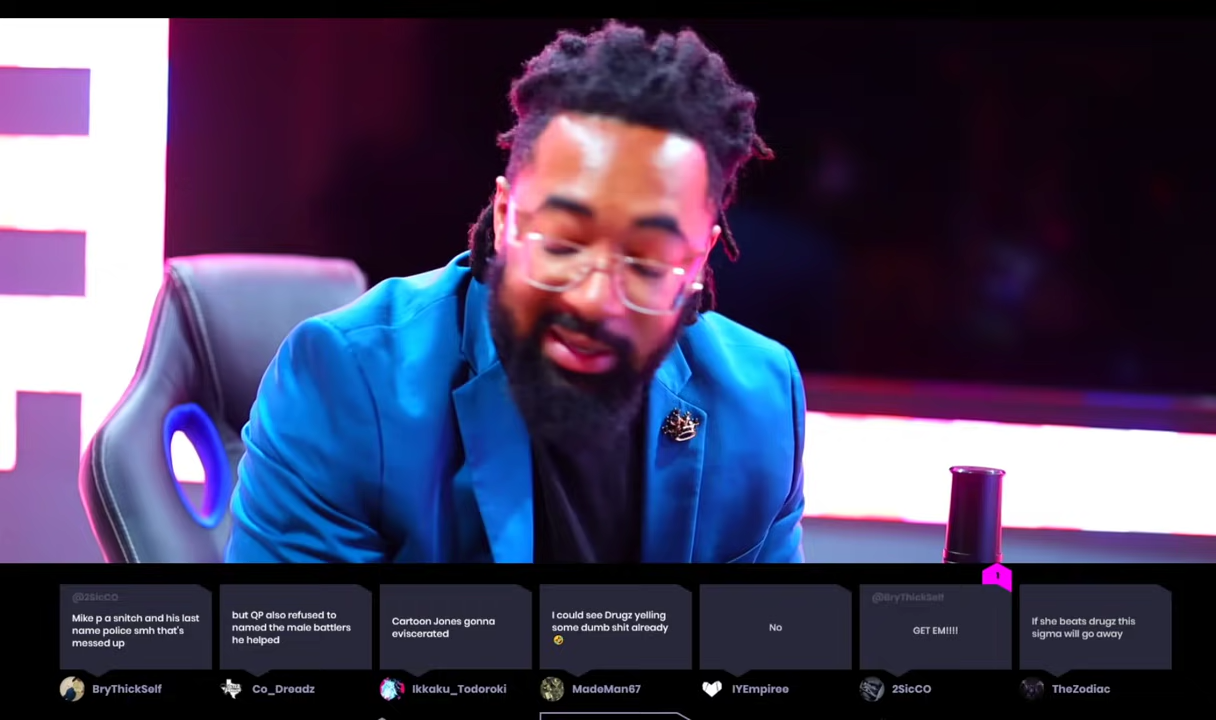 @2SicCO
Mike p a snitch and his last
name police smh that's
messed up
BryThickSelf
but QP also refused to
named the male battlers
he helped
Co_Dreadz
Cartoon Jones gonna
eviscerated
Ikkaku_Todoroki
I could see Drugz yelling
some dumb shit already
🤣
MadeMan67
No
IYEmpiree
@BryThickSelf
GET EM!!!!
2SicCO
If she beats drugz this
sigma will go away
TheZodiac